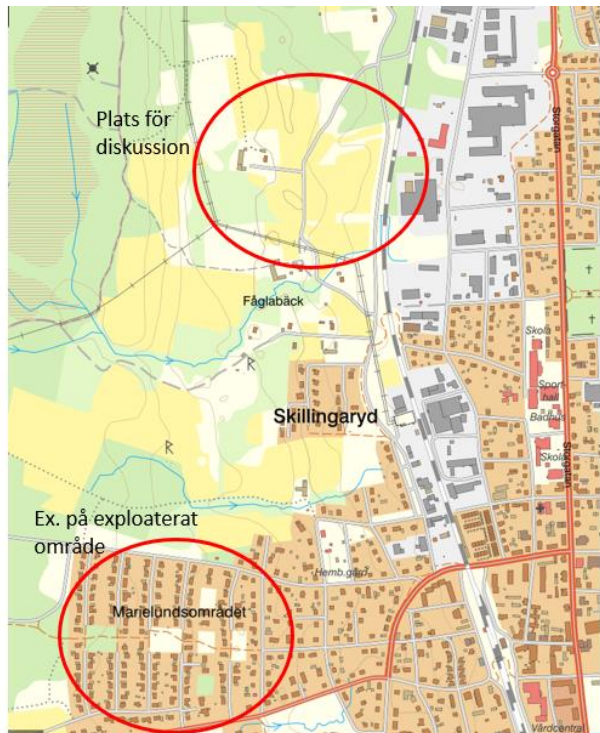 Plats för
diskussion
Storgatan
Fåglabäck
R
Skola
Sport-
hall
Badhus
Skola
Storgatan
Skillingaryd
R
Ex. på exploaterat
område
Hemb.gård
Marielundsområdet
Vårdcentral